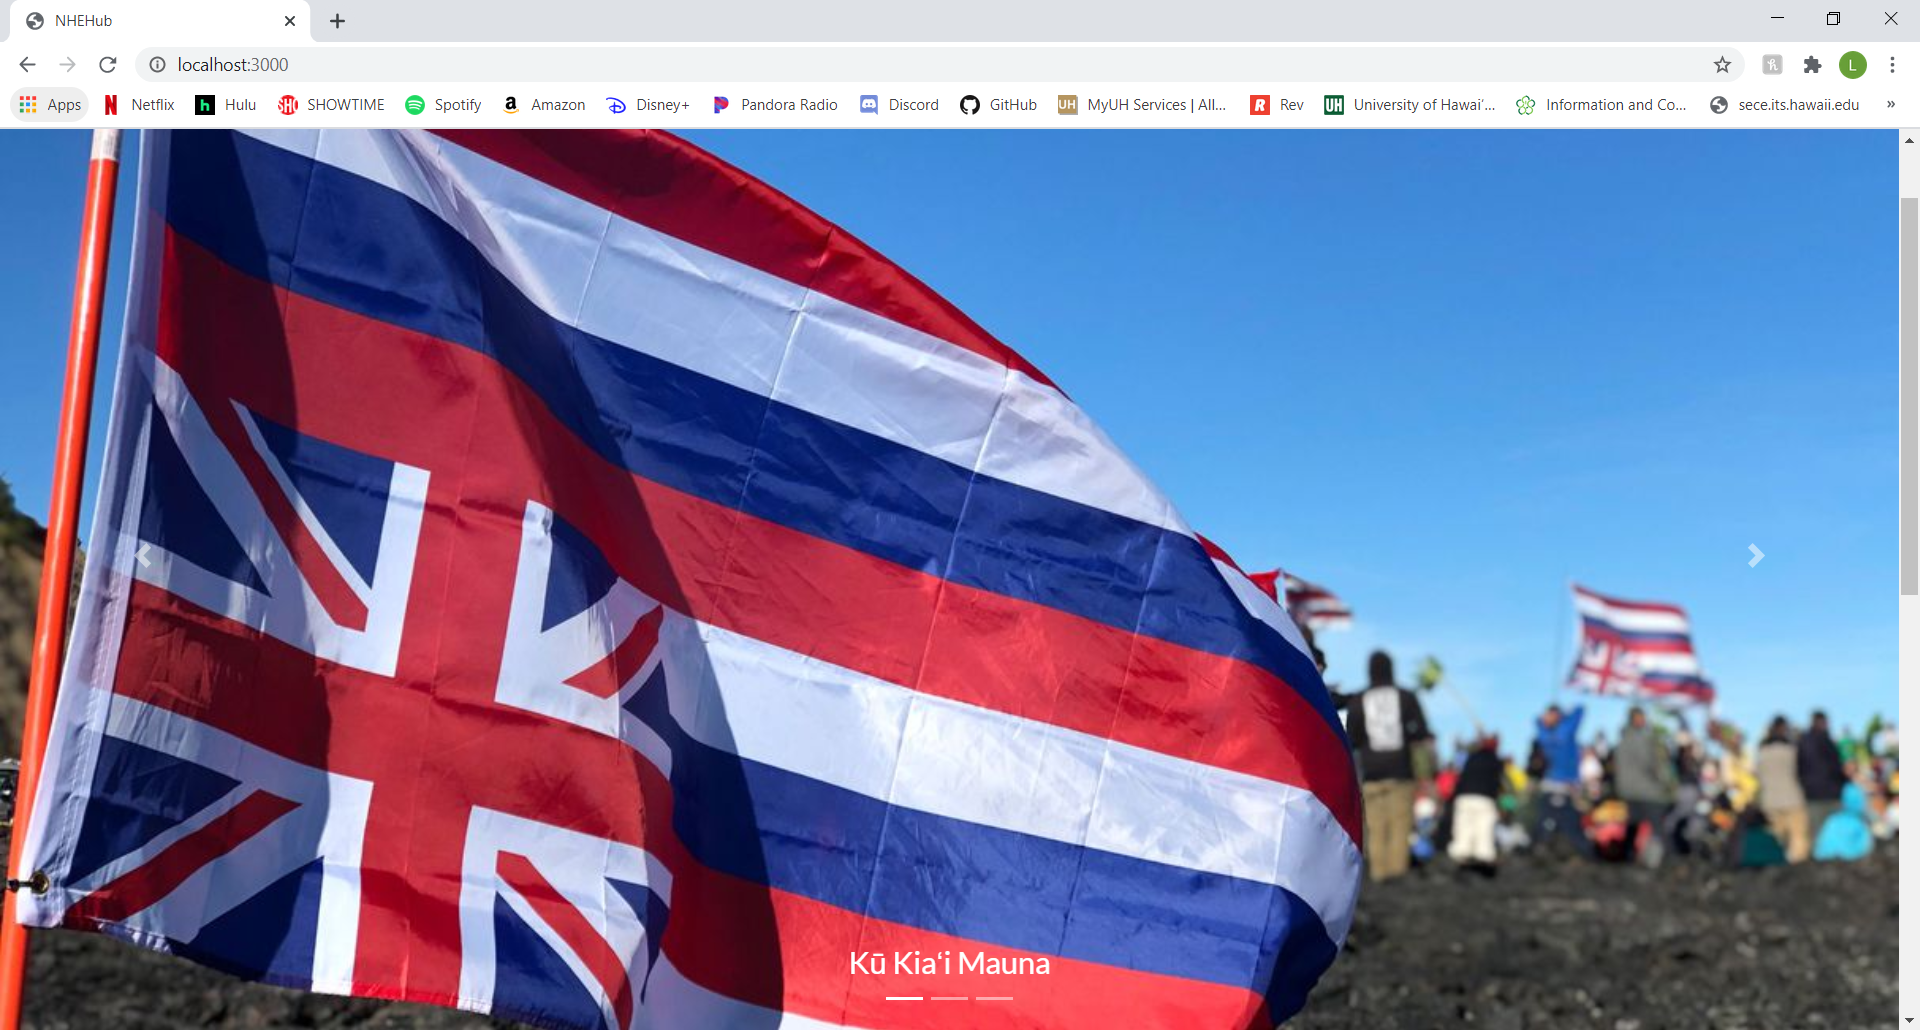 NHEHub
localhost:3000
L
Apps
Netflix
Hulu
SHOWTIME
Spotify
Amazon
Disney+
Pandora Radio
Discord
GitHub
MyUH Services | All...
Rev
University of Hawaiʻ...
Information and Co...
sece.its.hawaii.edu
»
Kū Kiaʻi Mauna